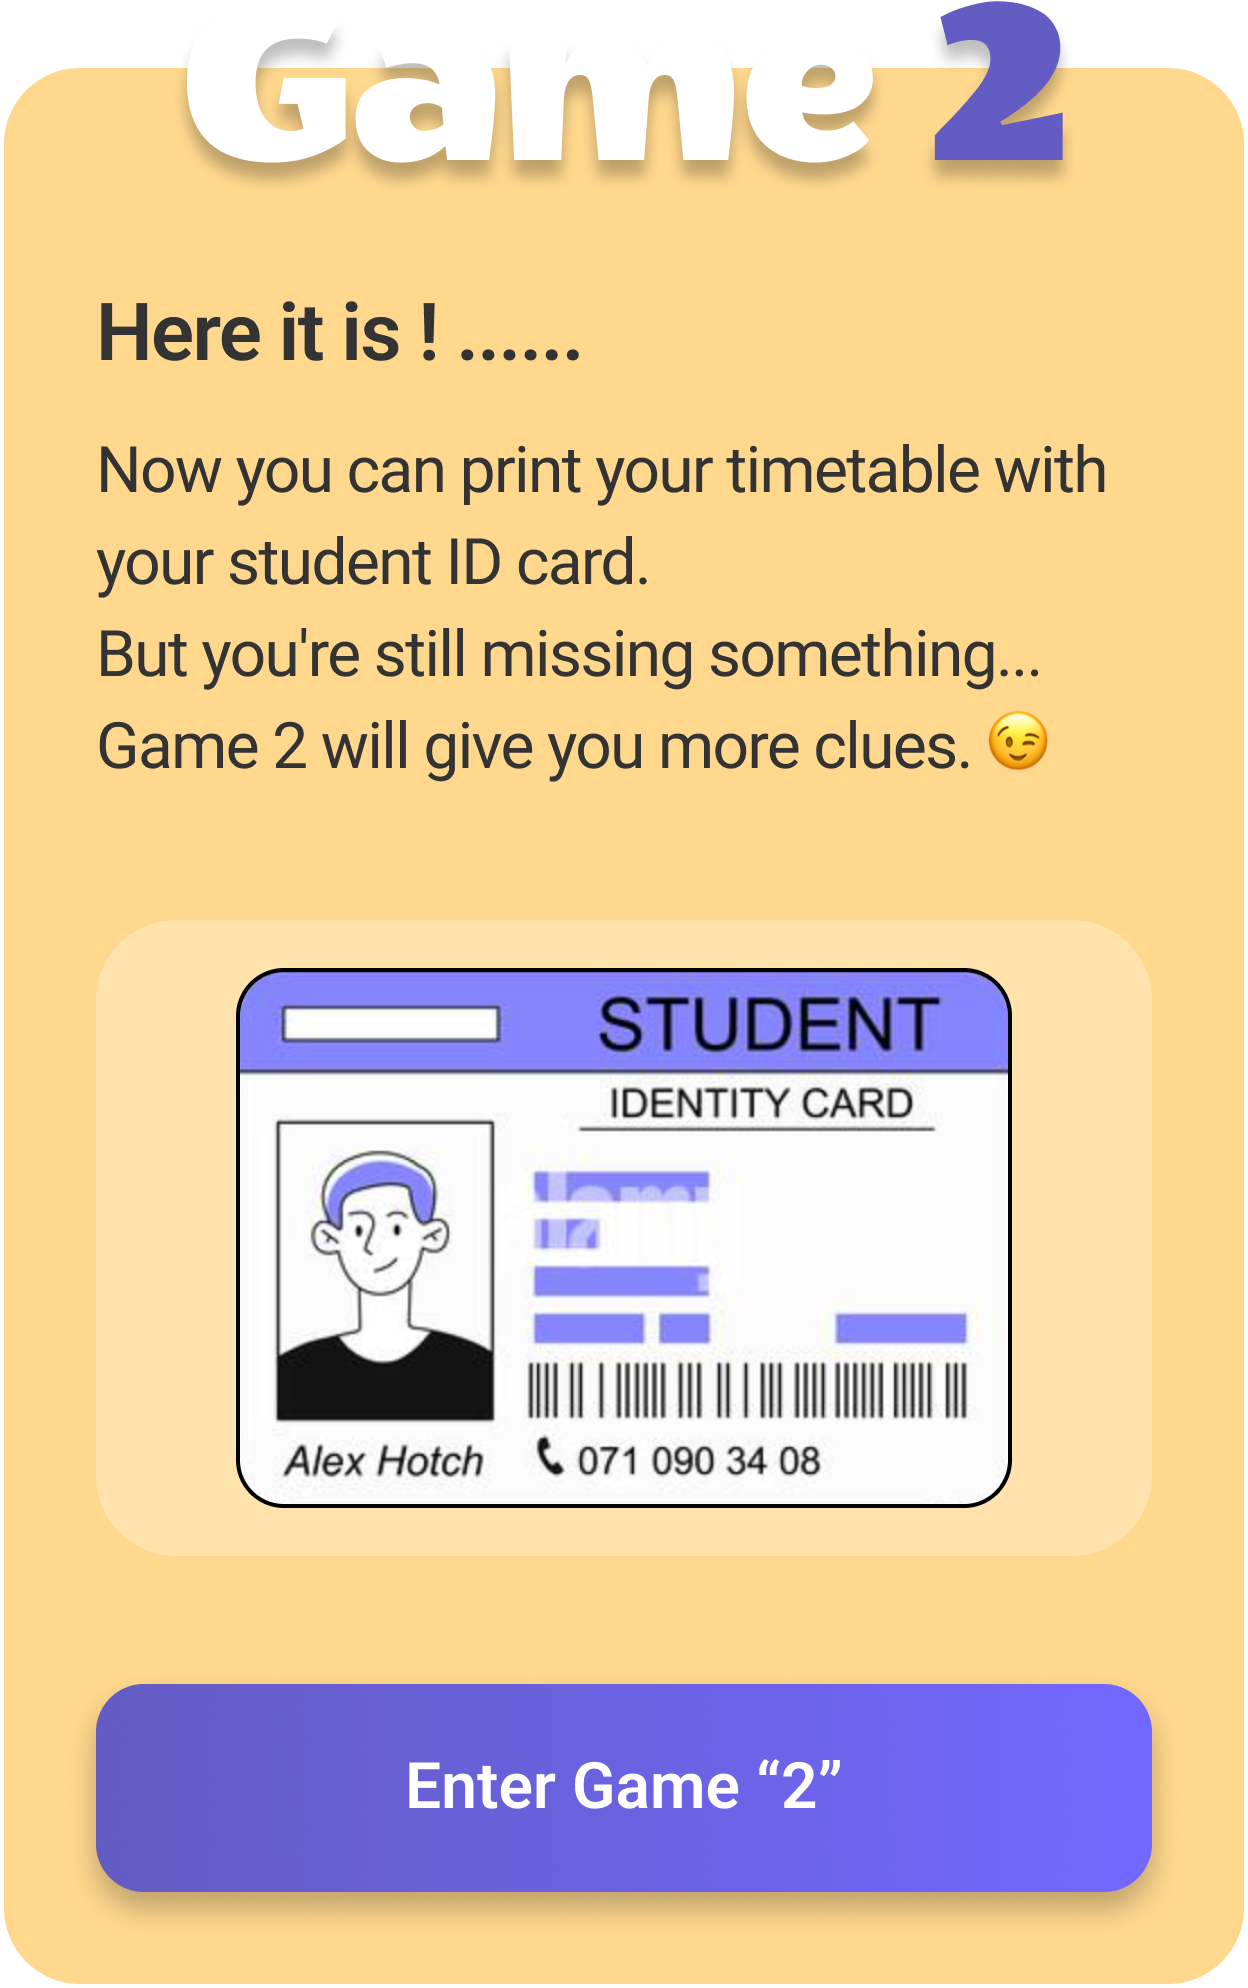 Game 2
Here it is ! ......
Now you can print your timetable with
your student ID card.
But you're still missing something...
Game 2 will give you more clues. 😉
STUDENT
IDENTITY CARD
Alex Hotch
071 090 34 08
Enter Game “2”